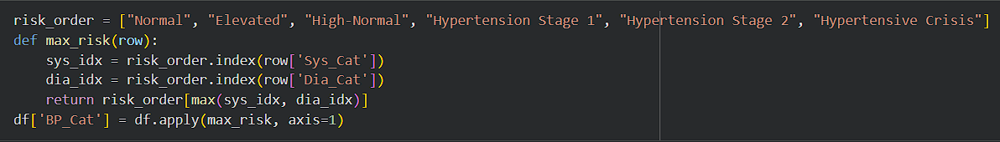 risk_order = ["Normal", "Elevated", "High-Normal", "Hypertension Stage 1", "Hypertension Stage 2", "Hypertensive Crisis"]
def max_risk(row):
    sys_idx = risk_order.index(row['Sys_Cat'])
    dia_idx = risk_order.index(row['Dia_Cat'])
    return risk_order[max(sys_idx, dia_idx)]
df['BP_Cat'] = df.apply(max_risk, axis=1)